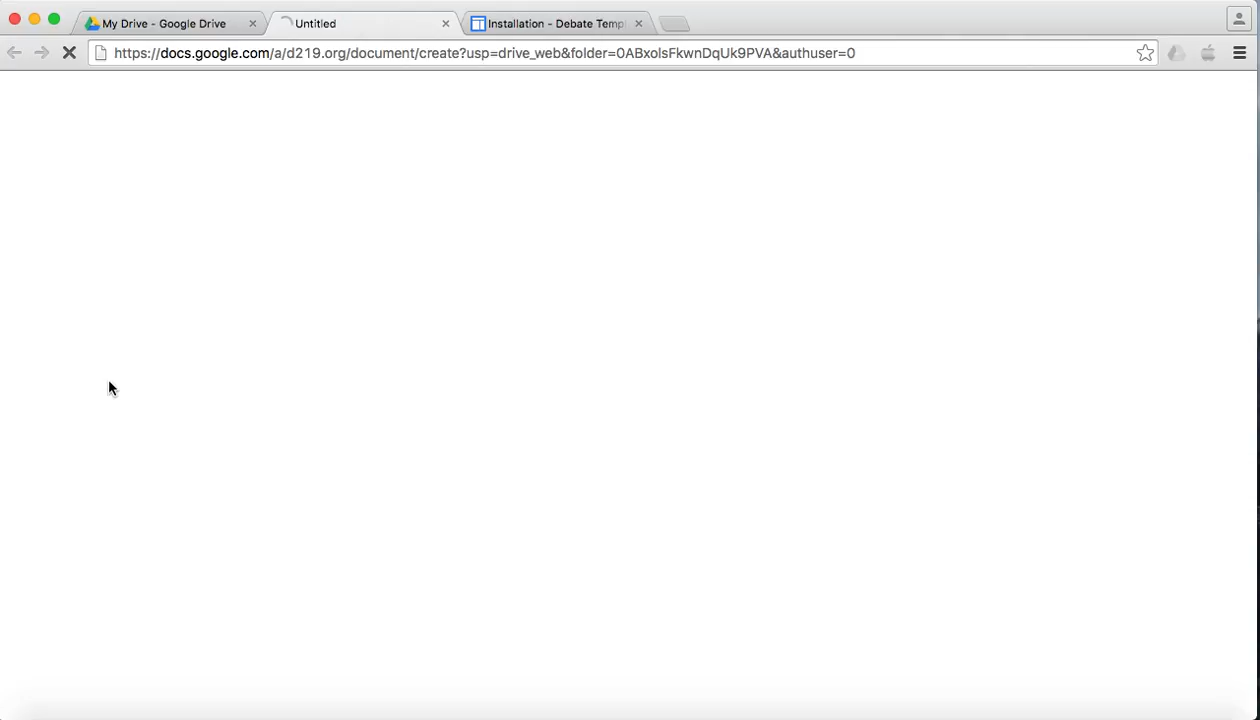 My Drive - Google Drive
Untitled
Installation - Debate Temp
https://docs.google.com/a/d219.org/document/create?usp=drive_web&folder=0ABxolsFkwnDqUk9PVA&authuser=0